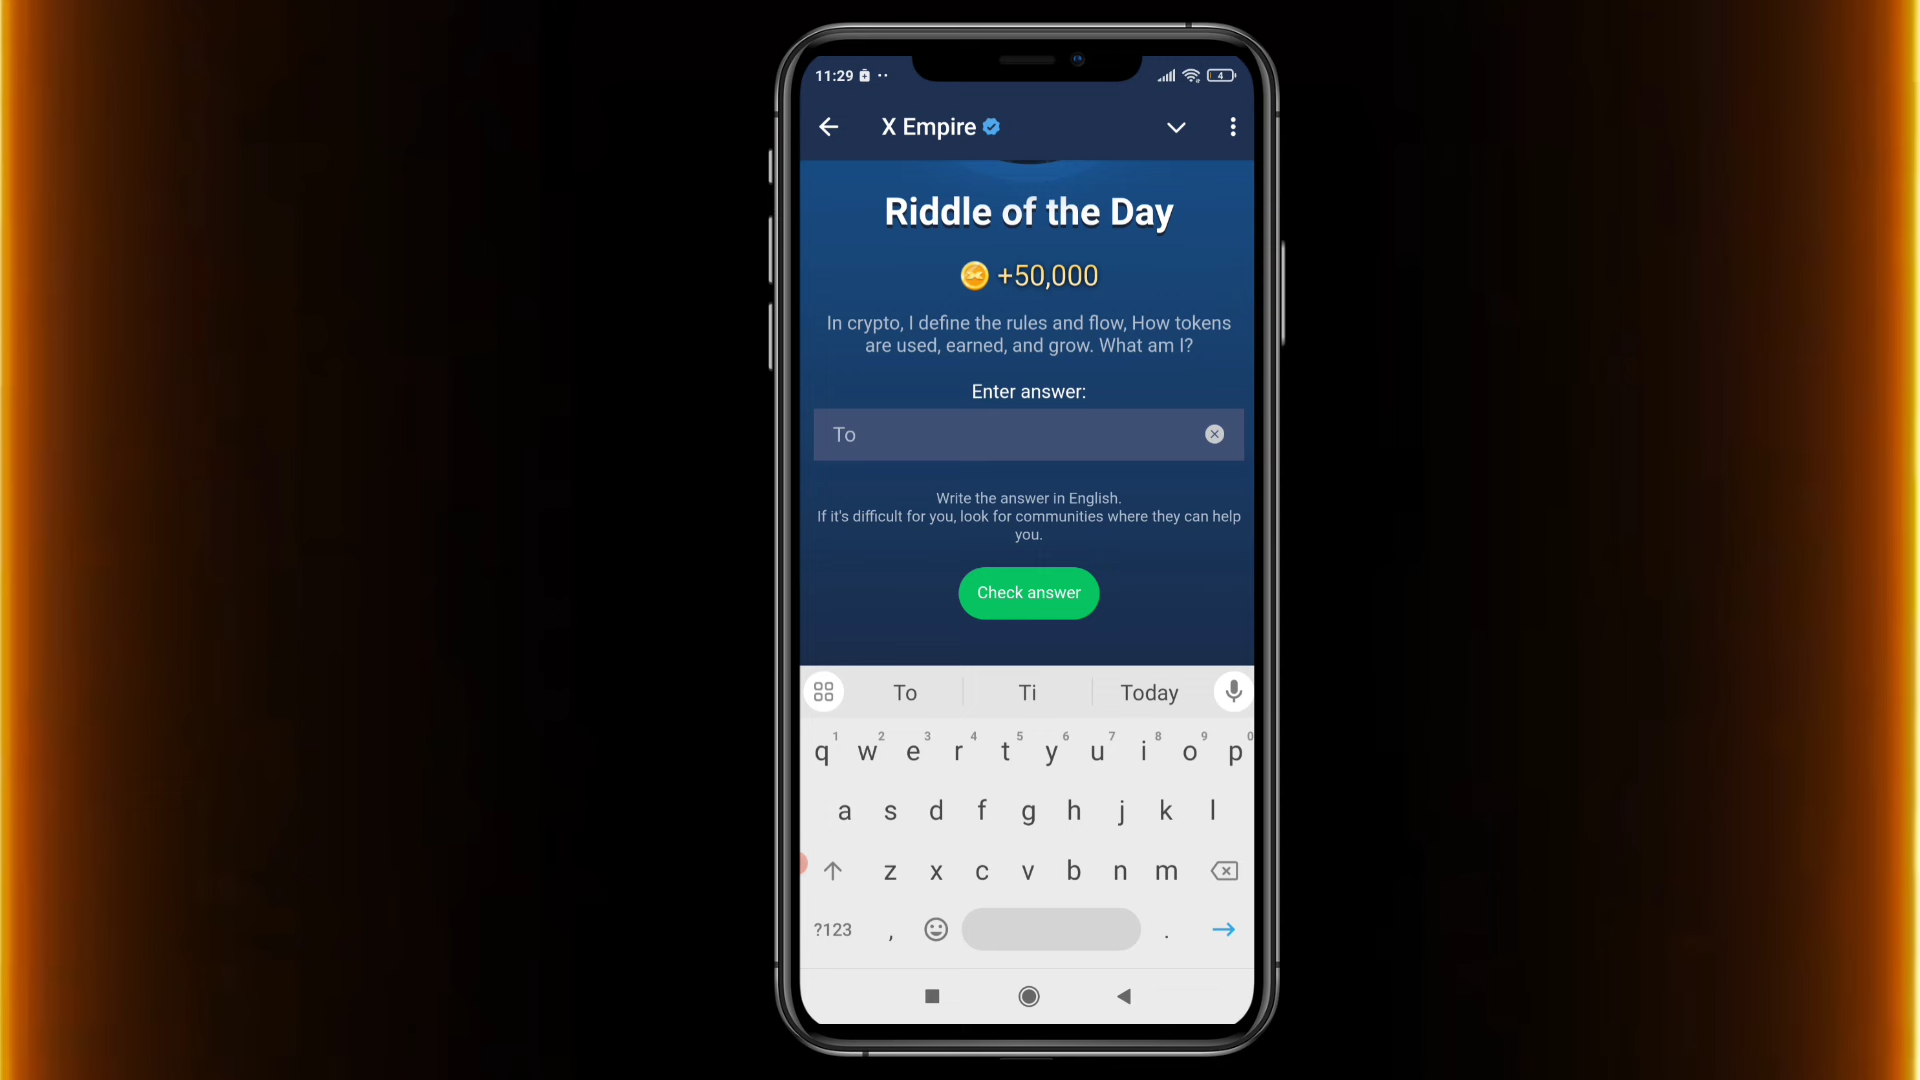 11:29
4
X Empire
Riddle of the Day
+50,000
In crypto, I define the rules and flow, How tokens
are used, earned, and grow. What am I?
Enter answer:
To
Write the answer in English.
If it's difficult for you, look for communities where they can help
you.
Check answer
To Ti Today
1 2 3 4 5 6 7 8 9 0
q w e r t y u i o p
a s d f g h j k l
z x c v b n m
?123 , .